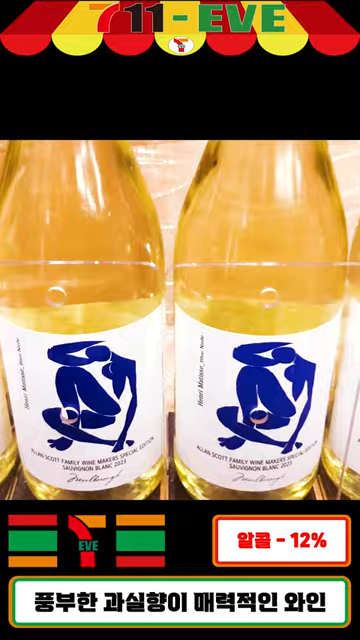 711-EVE
7
Henri Matisse, Blue Nude
Henri Matisse, Blue Nude
ALLAN SCOTT FAMILY WINE MAKERS SPECIAL EDITION
SAUVIGNON BLANC 2023
Marlborough
ALLAN SCOTT FAMILY WINE MAKERS SPECIAL EDITION
SAUVIGNON BLANC 2023
Marlborough
7
EVE
알콜 - 12%
풍부한 과실향이 매력적인 와인